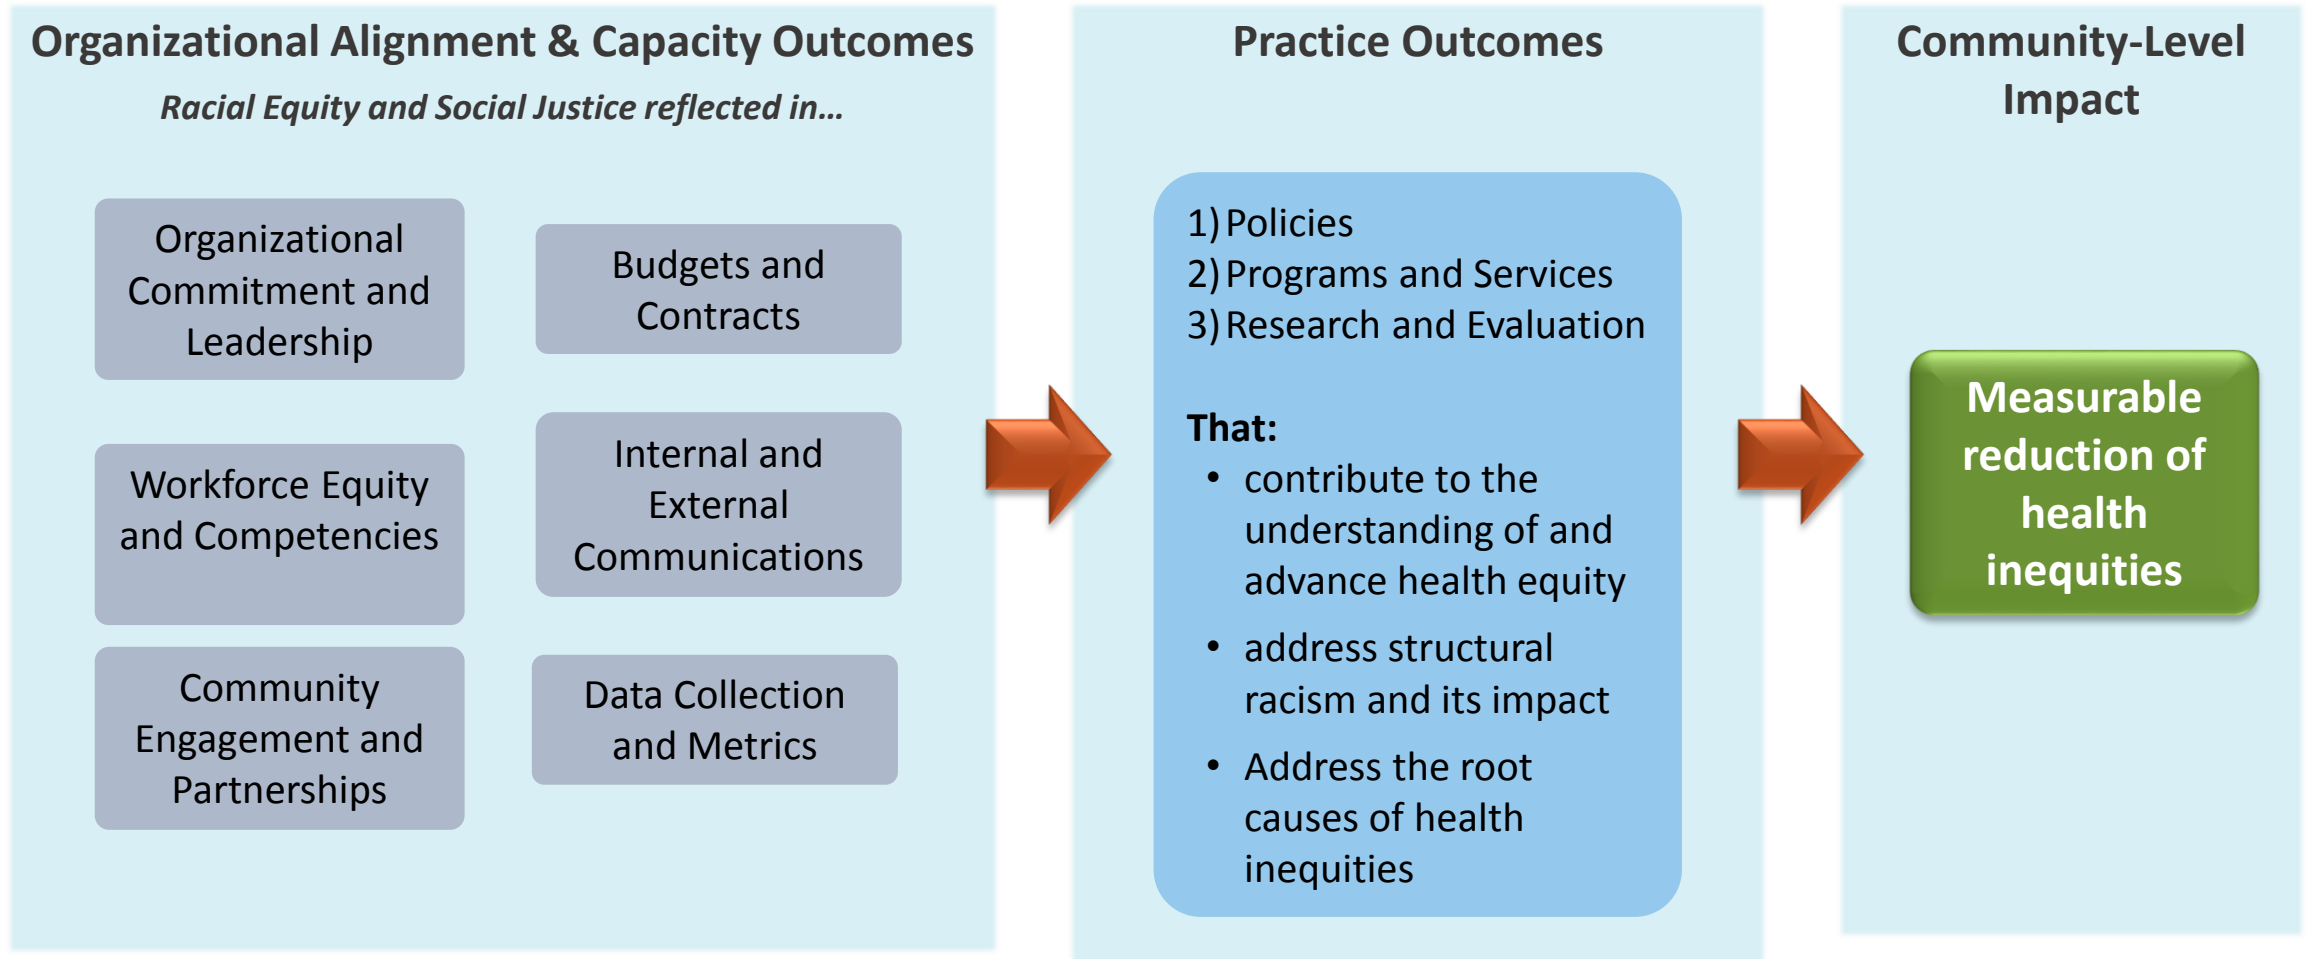 Organizational Alignment & Capacity Outcomes
Racial Equity and Social Justice reflected in…
Organizational
Commitment and
Leadership
Budgets and
Contracts
Workforce Equity
and Competencies
Internal and
External
Communications
Community
Engagement and
Partnerships
Data Collection
and Metrics
Practice Outcomes
1) Policies
2) Programs and Services
3) Research and Evaluation
That:
• contribute to the
understanding of and
advance health equity
• address structural
racism and its impact
• Address the root
causes of health
inequities
Community-Level
Impact
Measurable
reduction of
health
inequities